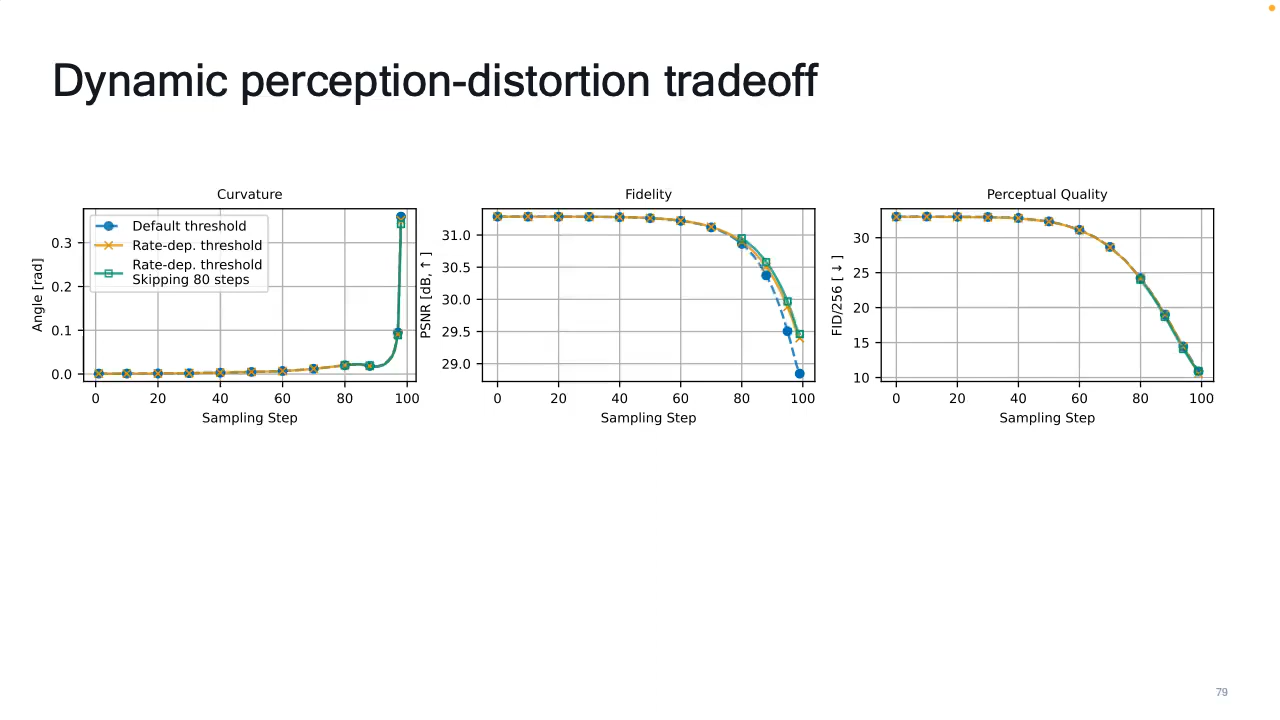 Dynamic perception-distortion tradeoff
Curvature
Default threshold
Rate-dep. threshold
Rate-dep. threshold
Skipping 80 steps
Angle [rad]
0.3
0.2
0.1
0.0
0 20 40 60 80 100
Sampling Step
Fidelity
PSNR [dB, ↑ ]
31.0
30.5
30.0
29.5
29.0
0 20 40 60 80 100
Sampling Step
Perceptual Quality
FID/256 [ ↓ ]
30
25
20
15
10
0 20 40 60 80 100
Sampling Step
79